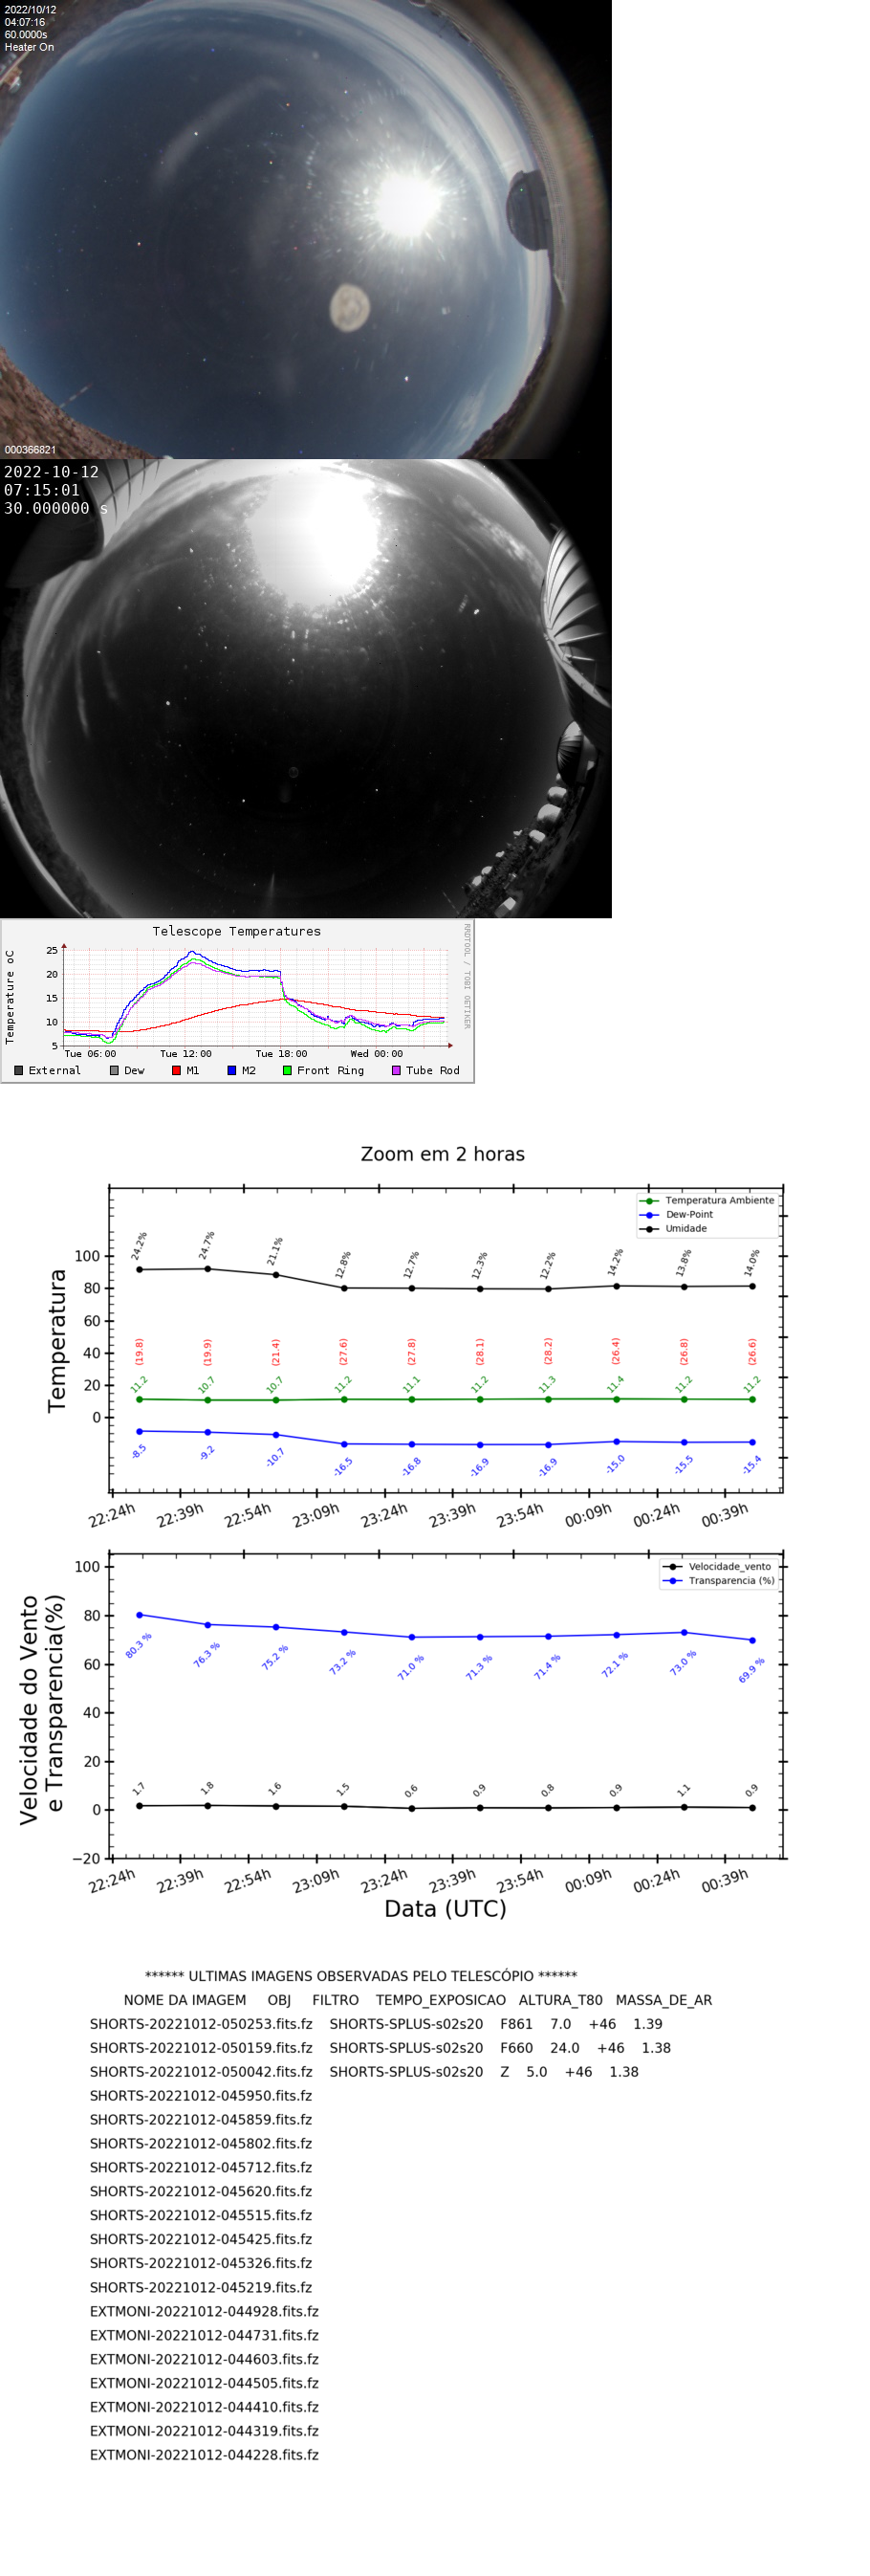 2022/10/12
04:07:16
60.0000s
Heater On
000366821
2022-10-12
07:15:01
30.000000 s
Telescope Temperatures
RRDTOOL / TOBI OETIKER
Temperature oC
25
20
15
10
5
Tue 06:00 Tue 12:00 Tue 18:00 Wed 00:00
External Dew M1 M2 Front Ring Tube Rod
Zoom em 2 horas
Temperatura Ambiente
Dew-Point
Umidade
Temperatura
100
80
60
40
20
0
24.2% 24.7% 21.1% 12.8% 12.7% 12.3% 12.2% 14.2% 13.8% 14.0%
(19.8) (19.9) (21.4) (27.6) (27.8) (28.1) (28.2) (26.4) (26.8) (26.6)
11.2 10.7 10.7 11.2 11.1 11.2 11.3 11.4 11.2 11.2
-8.5 -9.2 -10.7 -16.5 -16.8 -16.9 -16.9 -15.0 -15.5 -15.4
22:24h 22:39h 22:54h 23:09h 23:24h 23:39h 23:54h 00:09h 00:24h 00:39h
Velocidade_vento
Transparencia (%)
Velocidade do Vento
e Transparencia(%)
100
80
60
40
20
0
−20
80.3 % 76.3 % 75.2 % 73.2 % 71.0 % 71.3 % 71.4 % 72.1 % 73.0 % 69.9 %
1.7 1.8 1.6 1.5 0.6 0.9 0.8 0.9 1.1 0.9
22:24h 22:39h 22:54h 23:09h 23:24h 23:39h 23:54h 00:09h 00:24h 00:39h
Data (UTC)
****** ULTIMAS IMAGENS OBSERVADAS PELO TELESCÓPIO ******
NOME DA IMAGEM OBJ FILTRO TEMPO_EXPOSICAO ALTURA_T80 MASSA_DE_AR
SHORTS-20221012-050253.fits.fz SHORTS-SPLUS-s02s20 F861 7.0 +46 1.39
SHORTS-20221012-050159.fits.fz SHORTS-SPLUS-s02s20 F660 24.0 +46 1.38
SHORTS-20221012-050042.fits.fz SHORTS-SPLUS-s02s20 Z 5.0 +46 1.38
SHORTS-20221012-045950.fits.fz
SHORTS-20221012-045859.fits.fz
SHORTS-20221012-045802.fits.fz
SHORTS-20221012-045712.fits.fz
SHORTS-20221012-045620.fits.fz
SHORTS-20221012-045515.fits.fz
SHORTS-20221012-045425.fits.fz
SHORTS-20221012-045326.fits.fz
SHORTS-20221012-045219.fits.fz
EXTMONI-20221012-044928.fits.fz
EXTMONI-20221012-044731.fits.fz
EXTMONI-20221012-044603.fits.fz
EXTMONI-20221012-044505.fits.fz
EXTMONI-20221012-044410.fits.fz
EXTMONI-20221012-044319.fits.fz
EXTMONI-20221012-044228.fits.fz